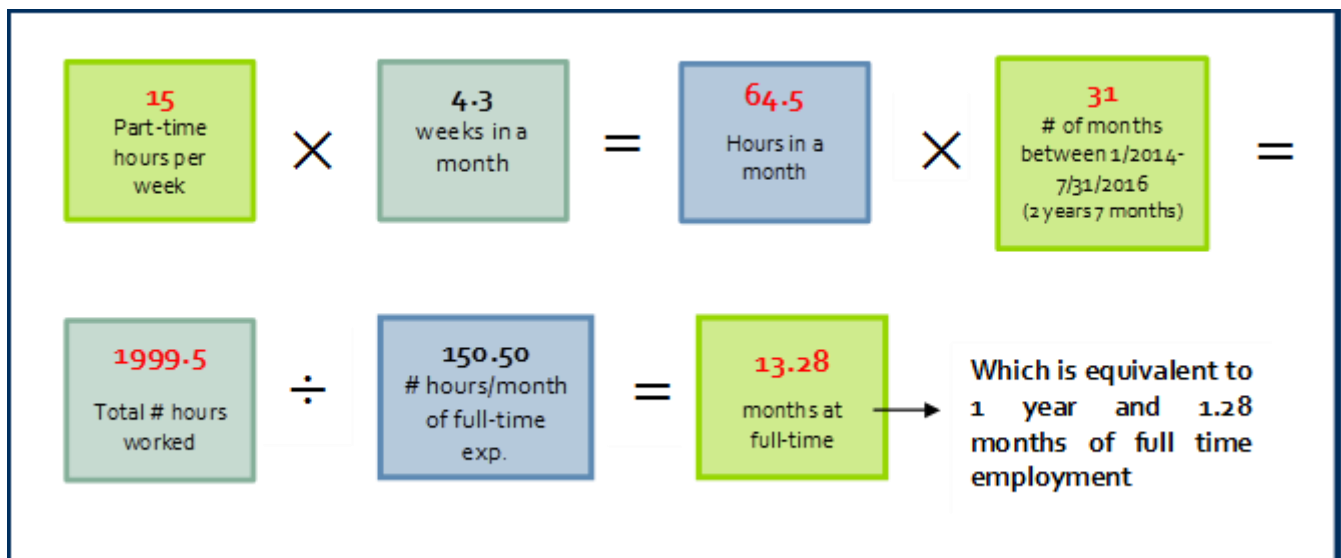 15
Part-time
hours per
week
×
4.3
weeks in a
month
=
64.5
Hours in a
month
×
31
# of months
between 1/2014-
7/31/2016
(2 years 7 months)
=
1999.5
Total # hours
worked
÷
150.50
# hours/month
of full-time
exp.
=
13.28
months at
full-time
Which is equivalent to
1 year and 1.28
months of full time
employment